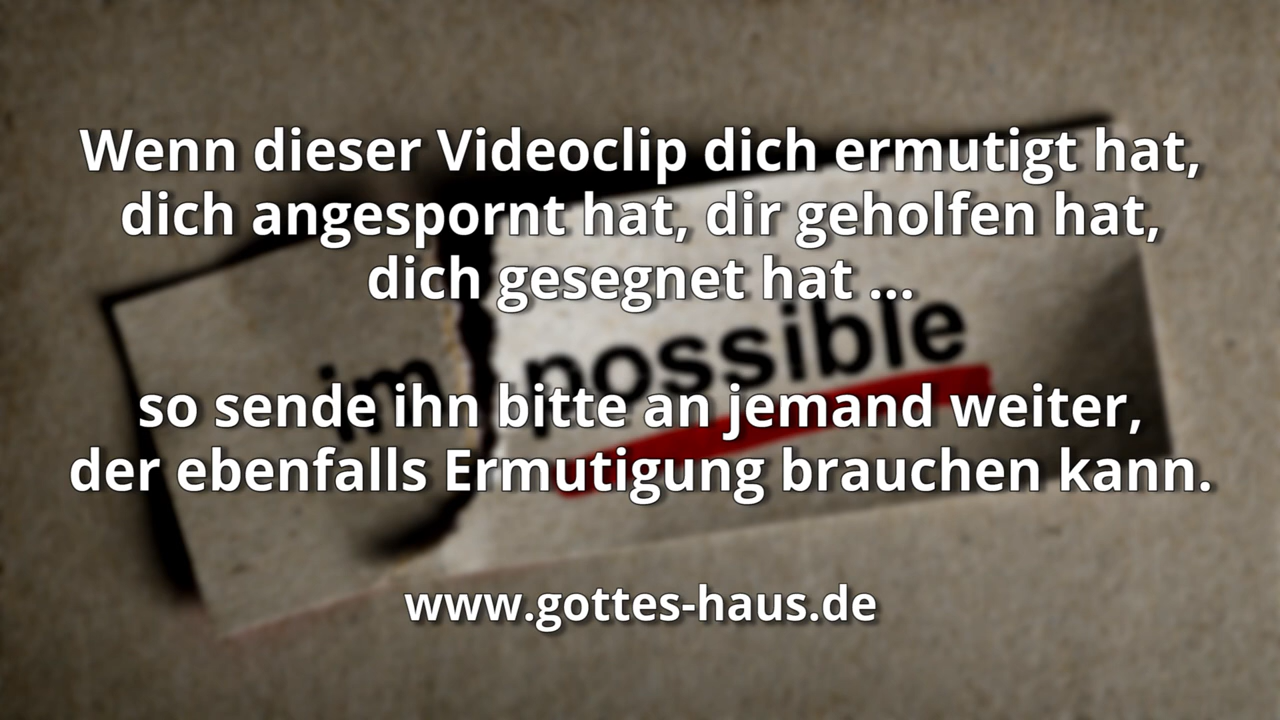 Wenn dieser Videoclip dich ermutigt hat,
dich angespornt hat, dir geholfen hat,
dich gesegnet hat ...
im possible
so sende ihn bitte an jemand weiter,
der ebenfalls Ermutigung brauchen kann.
www.gottes-haus.de